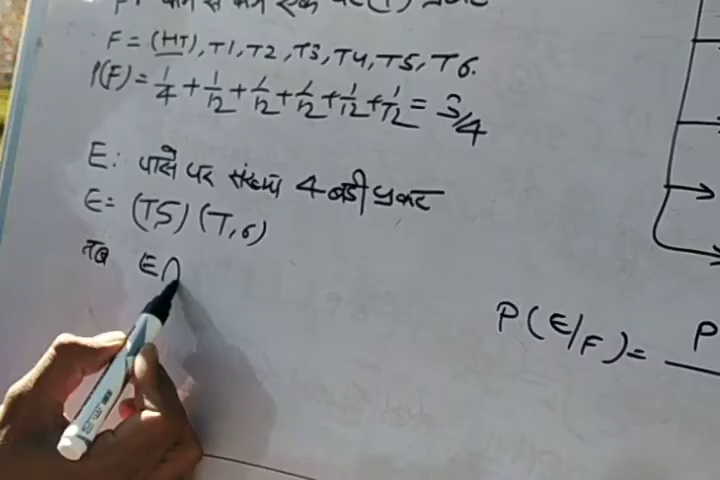 F = (HT), T1, T2, T3, T4, T5, T6.
P(F) = 1/4 + 1/12 + 1/12 + 1/12 + 1/12 + 1/12 = 3/4
E: पासे पर संख्या 4 बडी प्रकट
E = (T5) (T,6)
तब E∩
P(E/F) = P